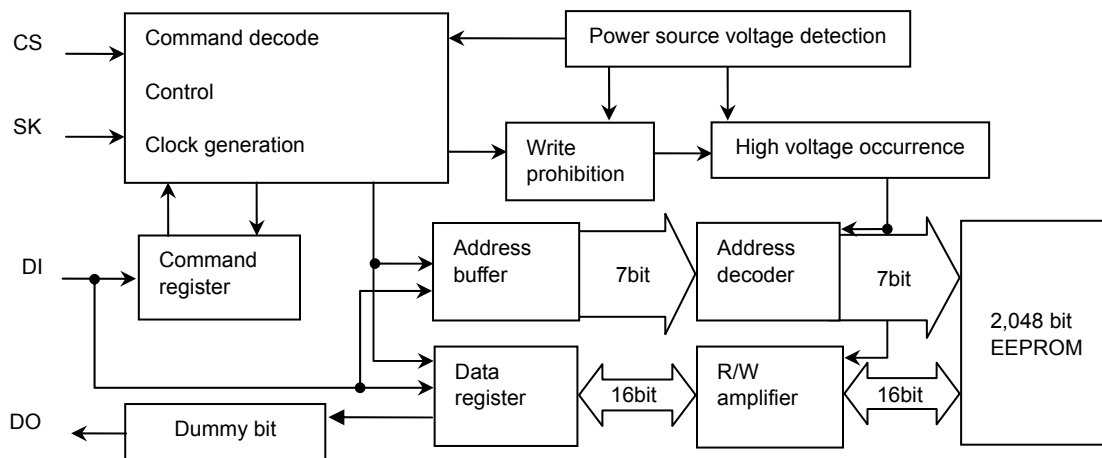 CS
Command decode
Power source voltage detection
Control
SK
Clock generation
Write
prohibition
High voltage occurrence
DI
Command
register
Address
buffer
7bit
Address
decoder
7bit
2,048 bit
EEPROM
Data
register
16bit
R/W
amplifier
16bit
DO
Dummy bit